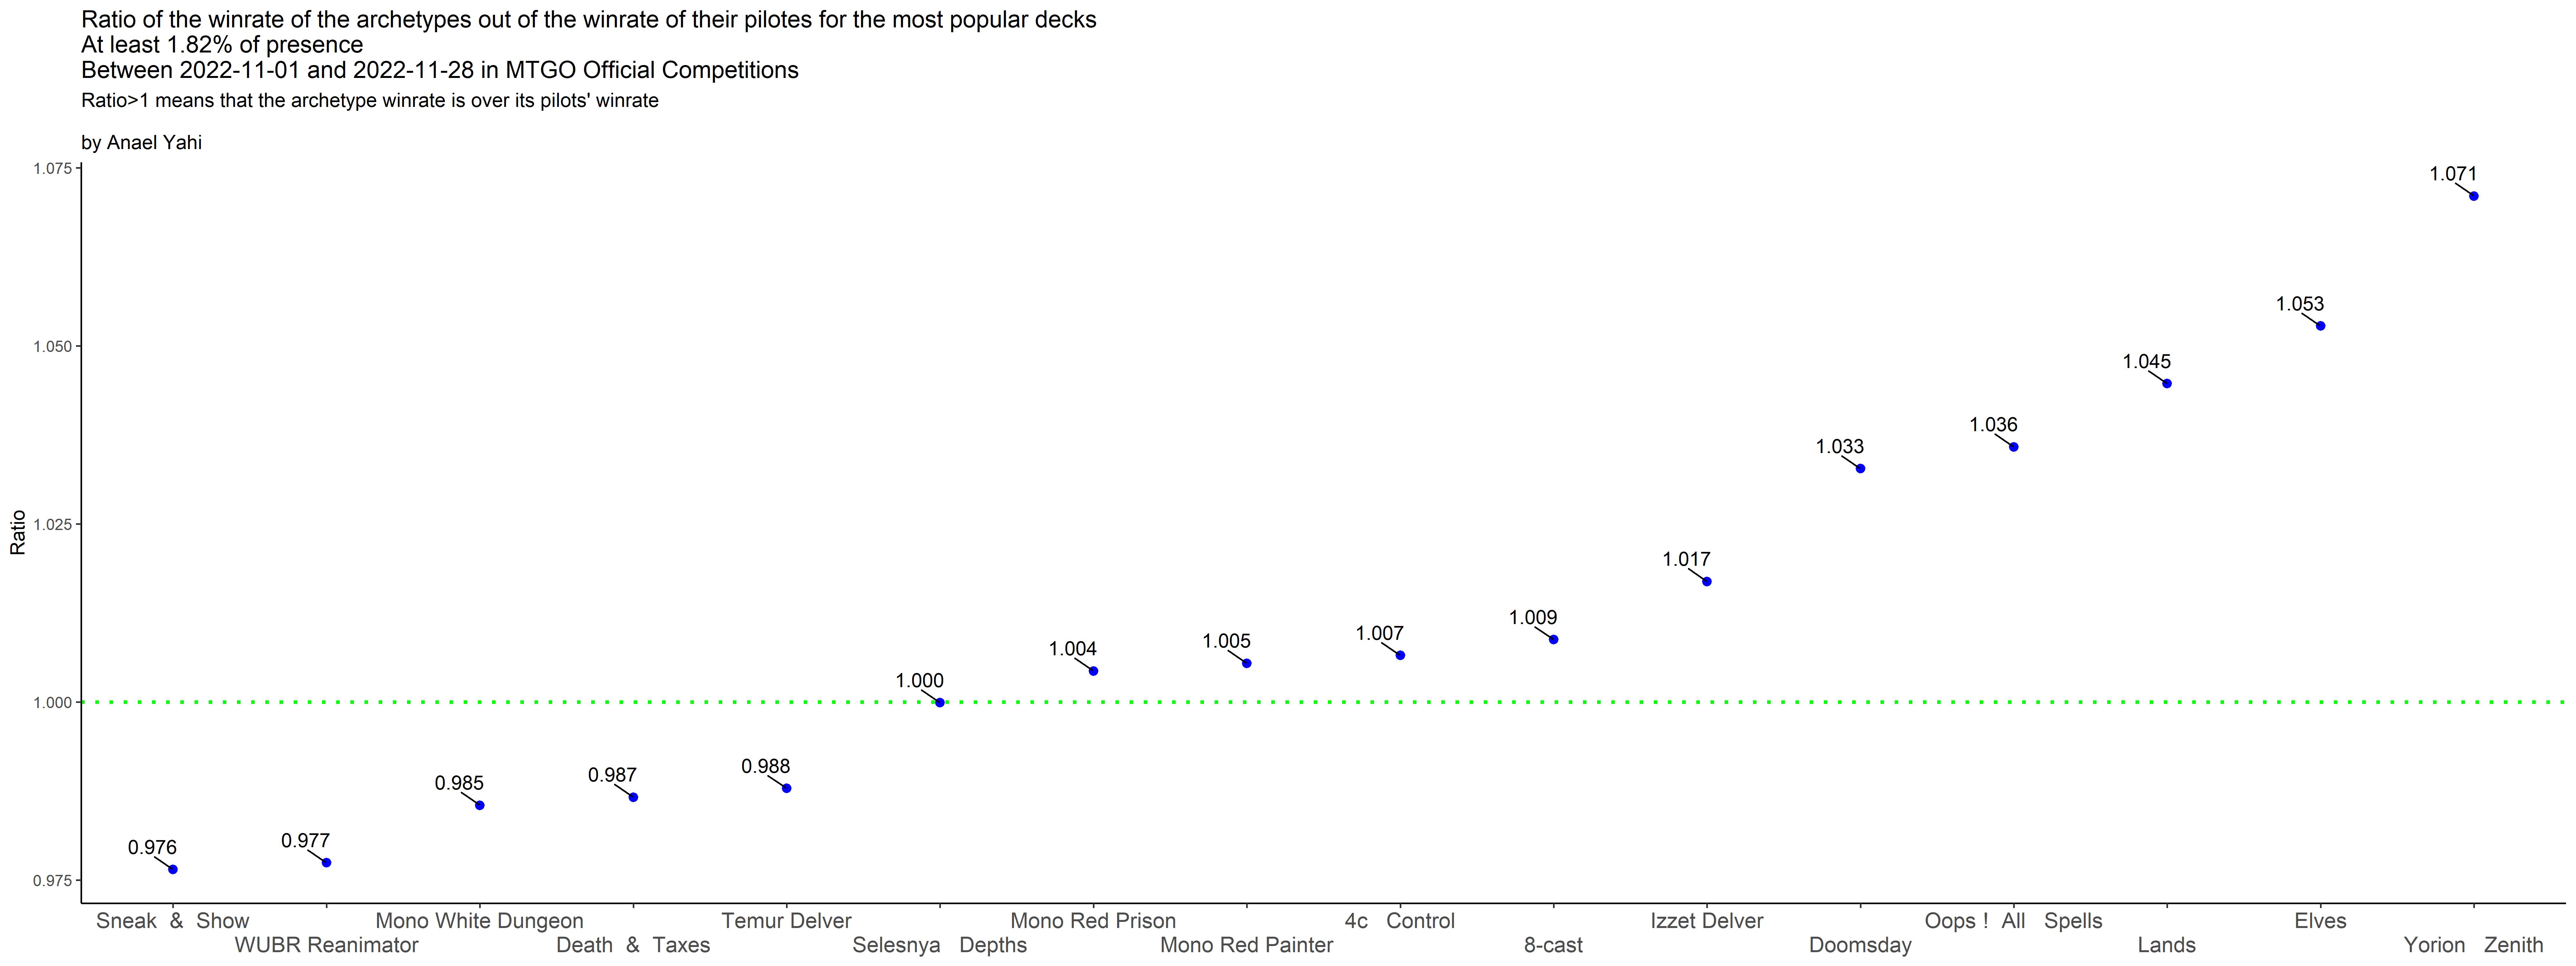 Ratio of the winrate of the archetypes out of the winrate of their pilotes for the most popular decks
At least 1.82% of presence
Between 2022-11-01 and 2022-11-28 in MTGO Official Competitions
Ratio>1 means that the archetype winrate is over its pilots' winrate
by Anael Yahi
Ratio
1.075
1.050
1.025
1.000
0.975
0.976
0.977
0.985
0.987
0.988
1.000
1.004
1.005
1.007
1.009
1.017
1.033
1.036
1.045
1.053
1.071
Sneak & Show
WUBR Reanimator
Mono White Dungeon
Death & Taxes
Temur Delver
Selesnya Depths
Mono Red Prison
Mono Red Painter
4c Control
8-cast
Izzet Delver
Doomsday
Oops ! All Spells
Lands
Elves
Yorion Zenith